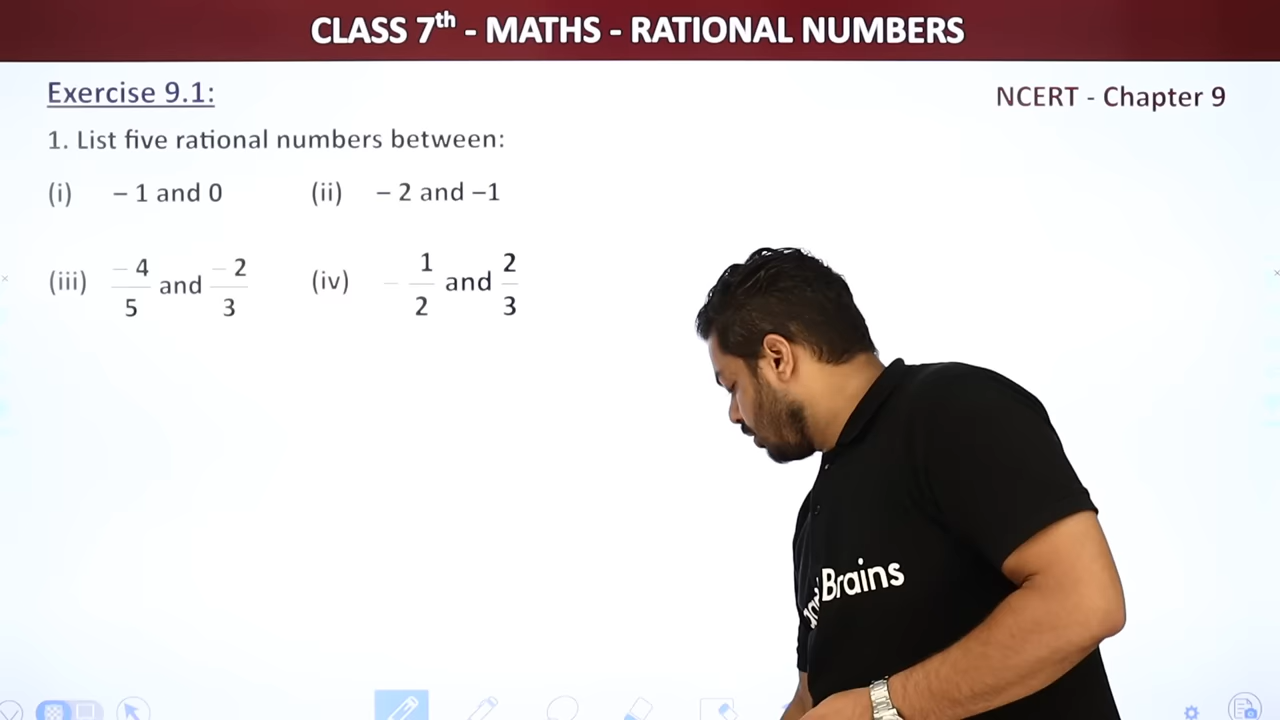 CLASS 7th - MATHS - RATIONAL NUMBERS
Exercise 9.1:
NCERT - Chapter 9
1. List five rational numbers between:
(i) – 1 and 0 (ii) – 2 and –1
(iii) – 4/5 and – 2/3 (iv) – 1/2 and 2/3
Brains